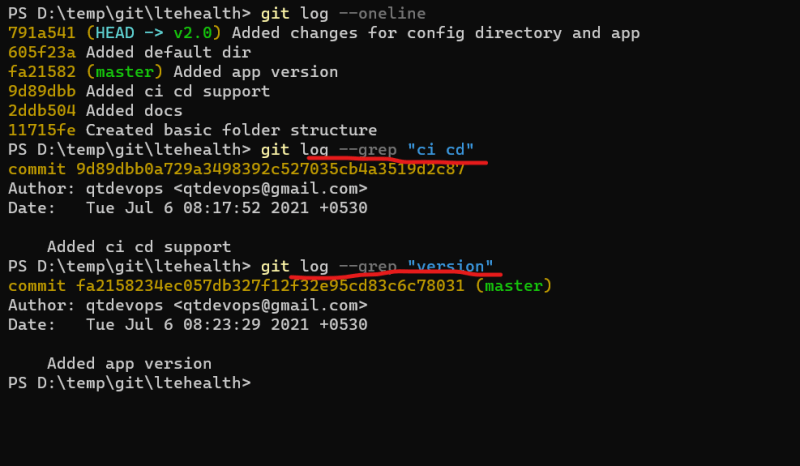 PS D:\temp\git\ltehealth> git log --oneline
791a541 (HEAD -> v2.0) Added changes for config directory and app
605f23a Added default dir
fa21582 (master) Added app version
9d89dbb Added ci cd support
2ddb504 Added docs
11715fe Created basic folder structure
PS D:\temp\git\ltehealth> git log --grep "ci cd"
commit 9d89dbb0a729a3498392c527035cb4a3519d2c87
Author: qtdevops <qtdevops@gmail.com>
Date:   Tue Jul 6 08:17:52 2021 +0530
    Added ci cd support
PS D:\temp\git\ltehealth> git log --grep "version"
commit fa2158234ec057db327f12f32e95cd83c6c78031 (master)
Author: qtdevops <qtdevops@gmail.com>
Date:   Tue Jul 6 08:23:29 2021 +0530
    Added app version
PS D:\temp\git\ltehealth>